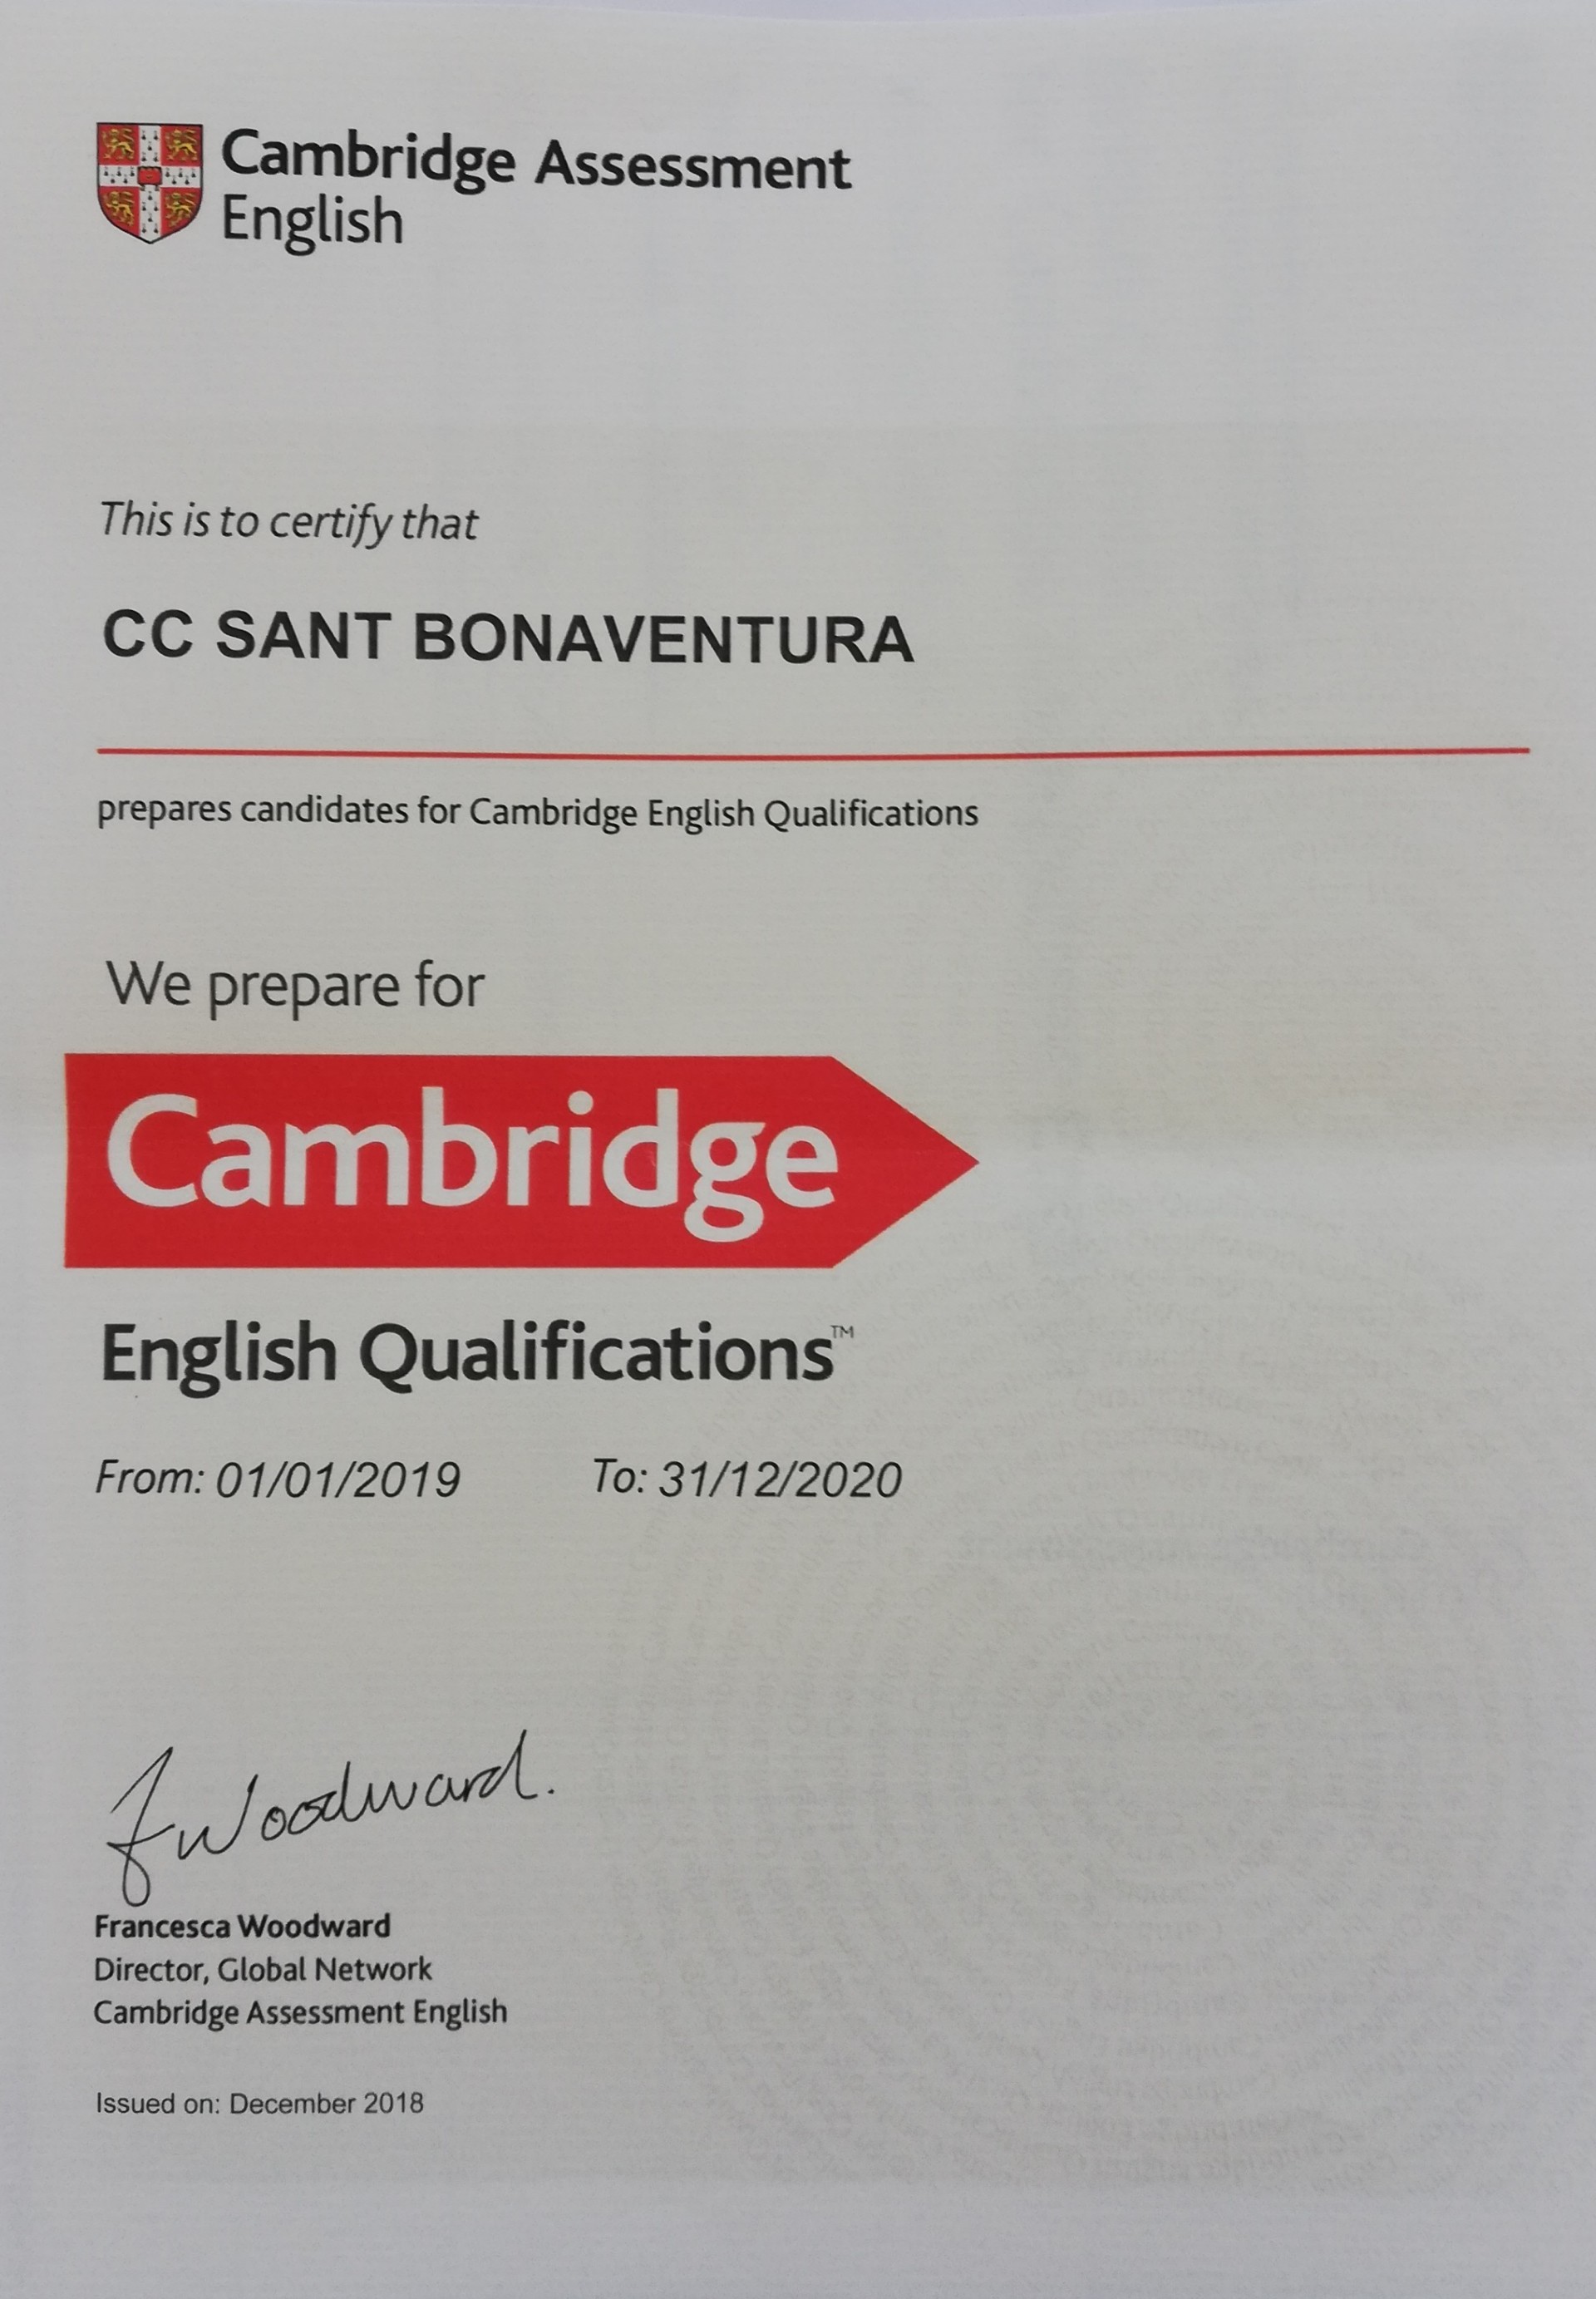 Cambridge Assessment
English
This is to certify that
CC SANT BONAVENTURA
prepares candidates for Cambridge English Qualifications
We prepare for
Cambridge
English Qualifications™
From: 01/01/2019 To: 31/12/2020
F Woodward.
Francesca Woodward
Director, Global Network
Cambridge Assessment English
Issued on: December 2018